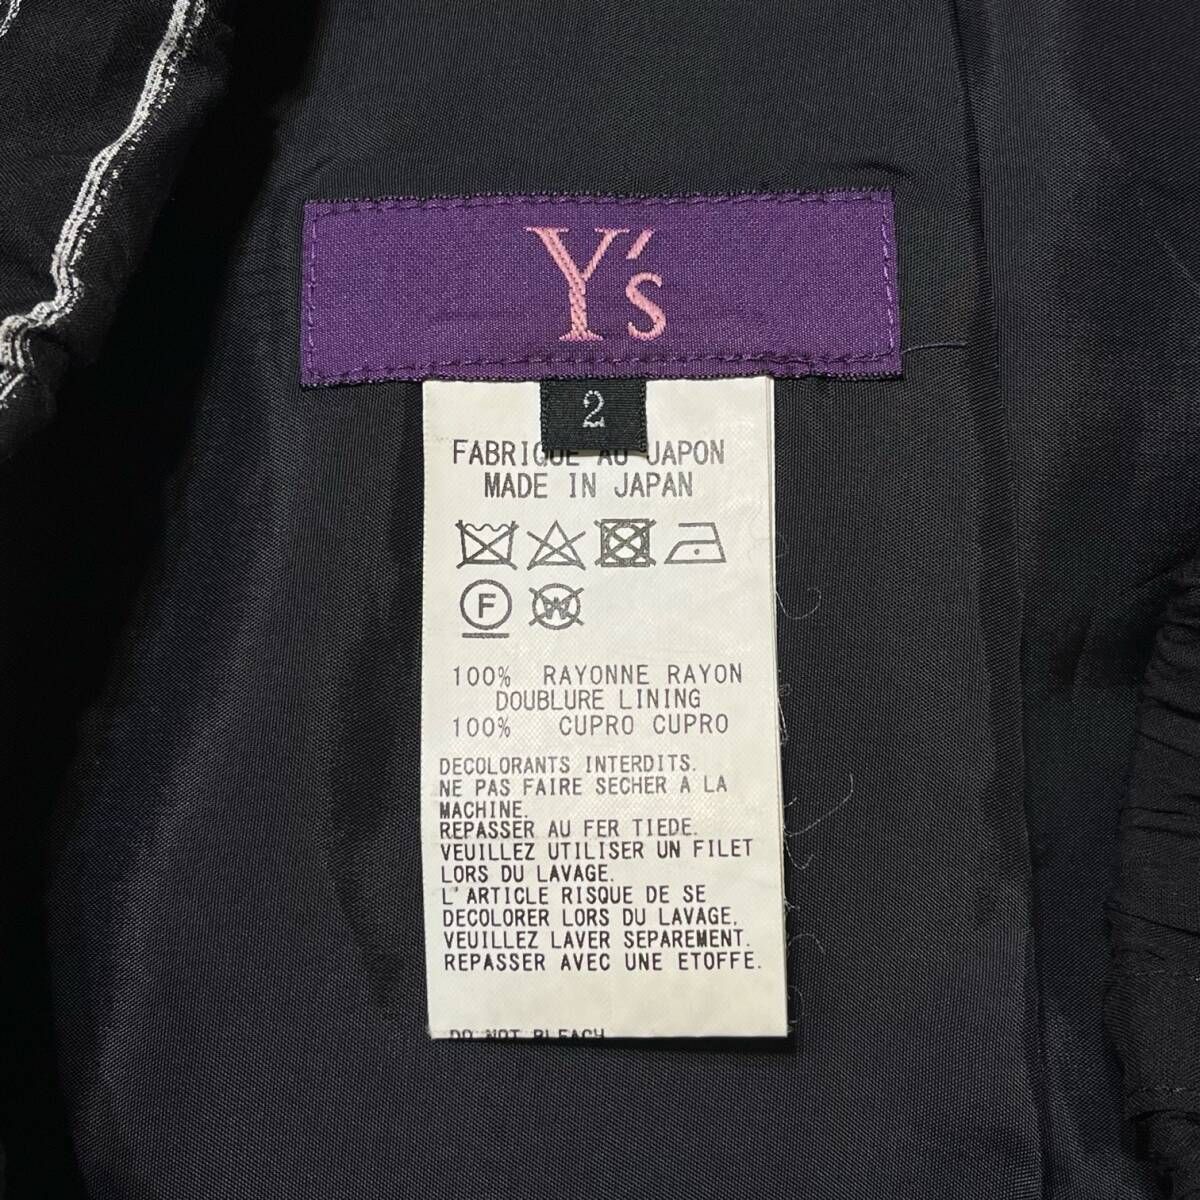 Y's
2
FABRIQUE AU JAPON
MADE IN JAPAN
F
W
100% RAYONNE RAYON
DOUBLURE LINING
100% CUPRO CUPRO
DECOLORANTS INTERDITS.
NE PAS FAIRE SECHER A LA
MACHINE.
REPASSER AU FER TIEDE.
VEUILLEZ UTILISER UN FILET
LORS DU LAVAGE.
L'ARTICLE RISQUE DE SE
DECOLORER LORS DU LAVAGE.
VEUILLEZ LAVER SEPAREMENT.
REPASSER AVEC UNE ETOFFE.
DO NOT BLEACH